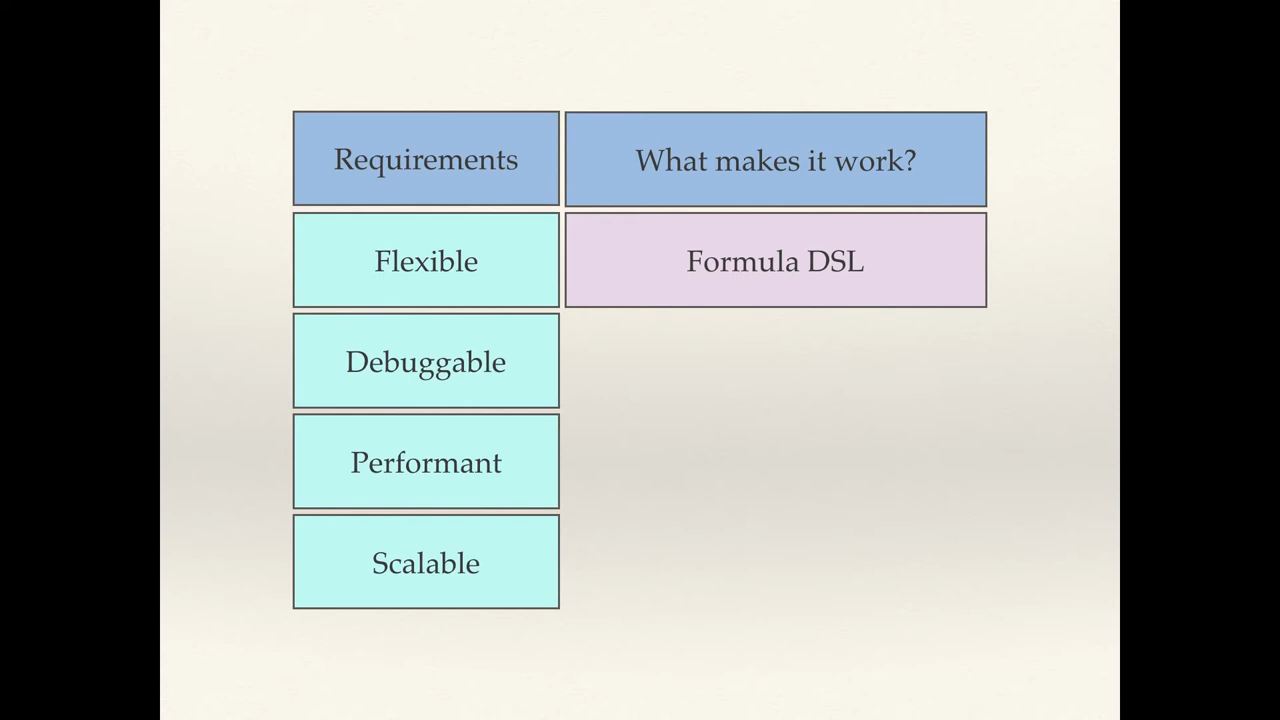 Requirements
What makes it work?
Flexible
Formula DSL
Debuggable
Performant
Scalable